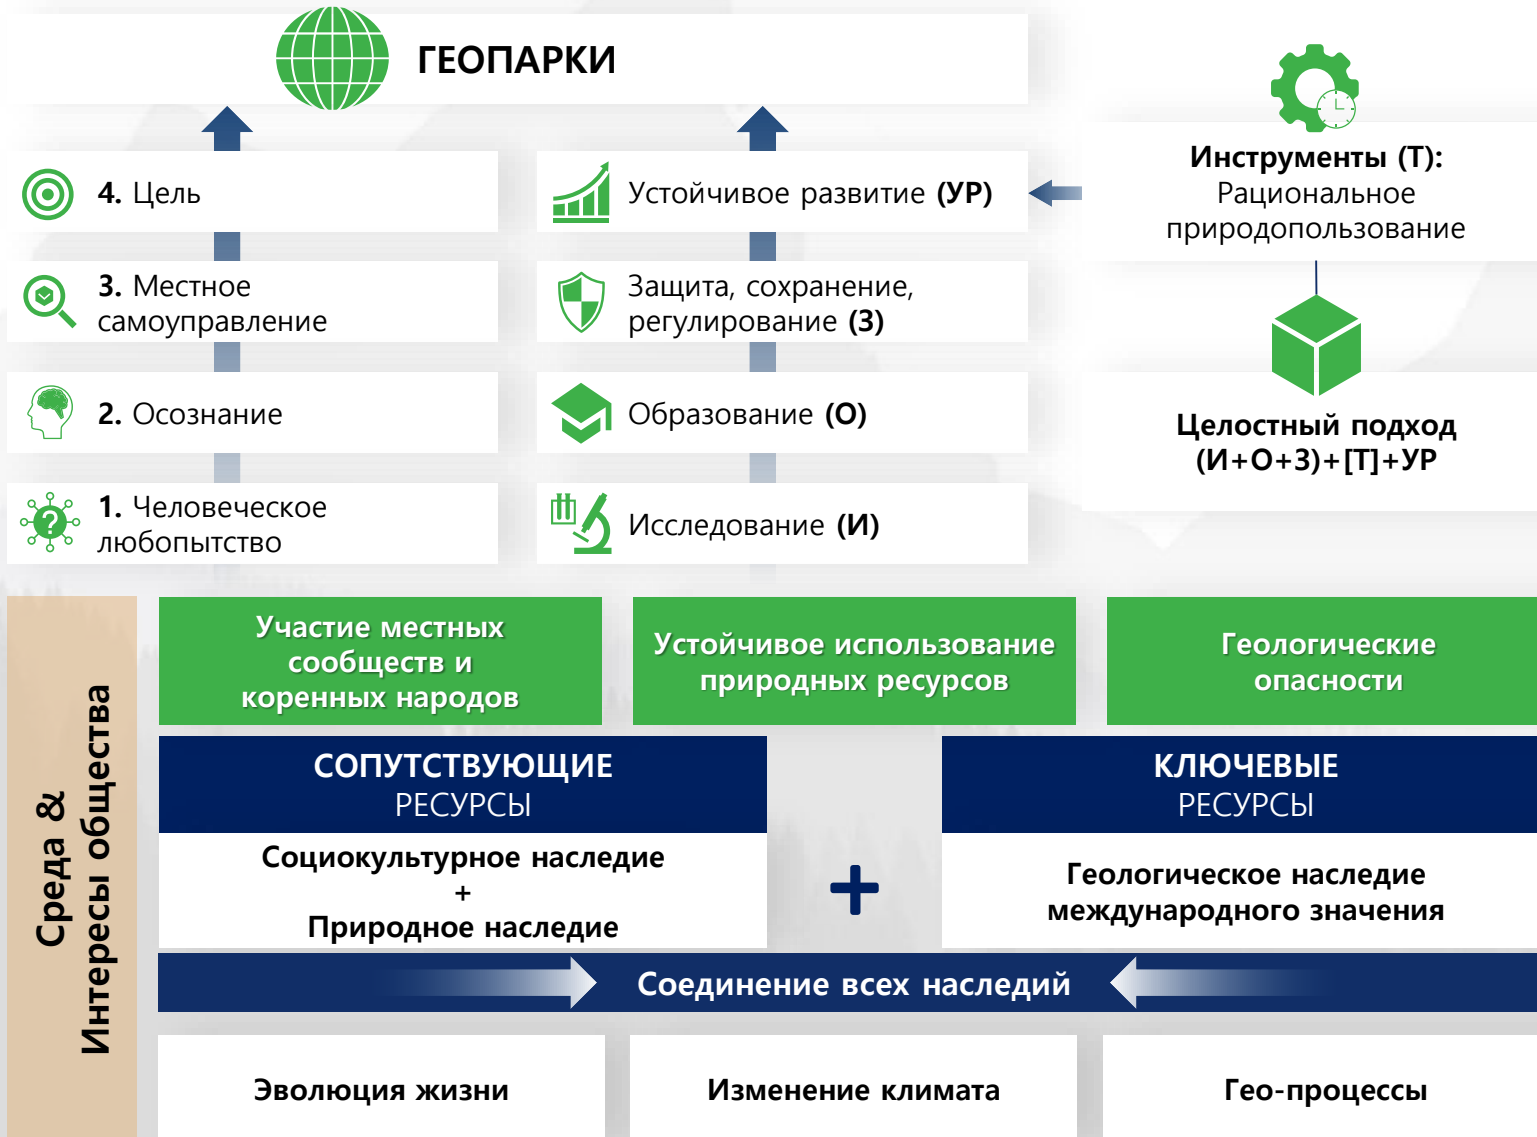 ГЕОПАРКИ
4. Цель
3. Местное
самоуправление
2. Осознание
1. Человеческое
любопытство
Устойчивое развитие (УР)
Защита, сохранение,
регулирование (З)
Образование (О)
Исследование (И)
Инструменты (Т):
Рациональное
природопользование
Целостный подход
(И+О+З)+[Т]+УР
Среда &
Интересы общества
Участие местных
сообществ и
коренных народов
Устойчивое использование
природных ресурсов
Геологические
опасности
СОПУТСТВУЮЩИЕ
РЕСУРСЫ
Социокультурное наследие
+
Природное наследие
+
КЛЮЧЕВЫЕ
РЕСУРСЫ
Геологическое наследие
международного значения
Соединение всех наследий
Эволюция жизни
Изменение климата
Гео-процессы